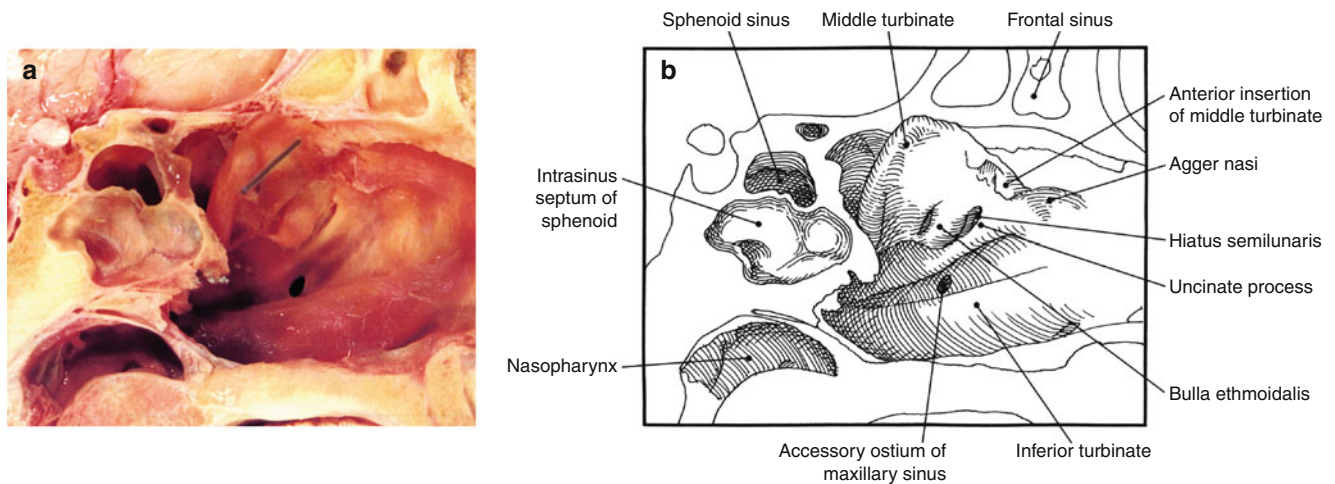 a
b
Sphenoid sinus
Middle turbinate
Frontal sinus
Anterior insertion
of middle turbinate
Agger nasi
Intrasinus
septum of
sphenoid
Hiatus semilunaris
Uncinate process
Nasopharynx
Bulla ethmoidalis
Accessory ostium of
maxillary sinus
Inferior turbinate